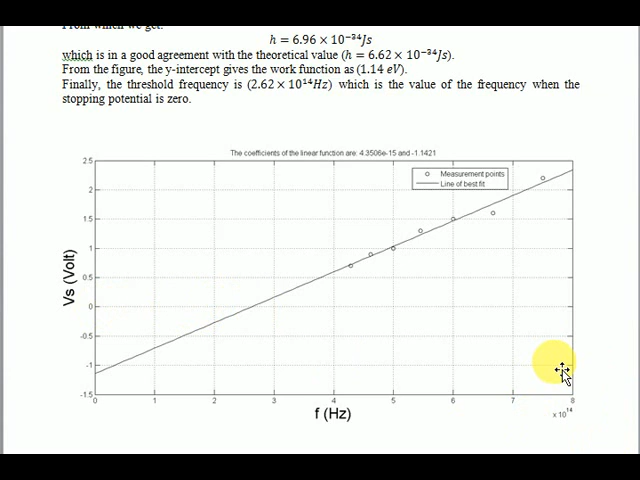 From which we get:
h = 6.96 × 10⁻³⁴Js
which is in a good agreement with the theoretical value (h = 6.62 × 10⁻³⁴Js).
From the figure, the y-intercept gives the work function as (1.14 eV).
Finally, the threshold frequency is (2.62 × 10¹⁴Hz) which is the value of the frequency when the
stopping potential is zero.
The coefficients of the linear function are: 4.3506e-15 and -1.1421
Measurement points
Line of best fit
2.5
2
1.5
1
0.5
0
-0.5
-1
-1.5
Vs (Volt)
0 1 2 3 4 5 6 7 8
x 10¹⁴
f (Hz)